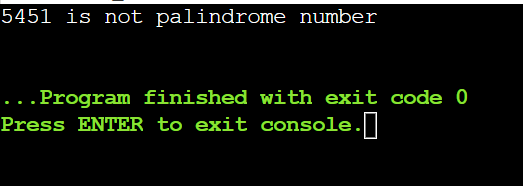 5451 is not palindrome number
...Program finished with exit code 0
Press ENTER to exit console.